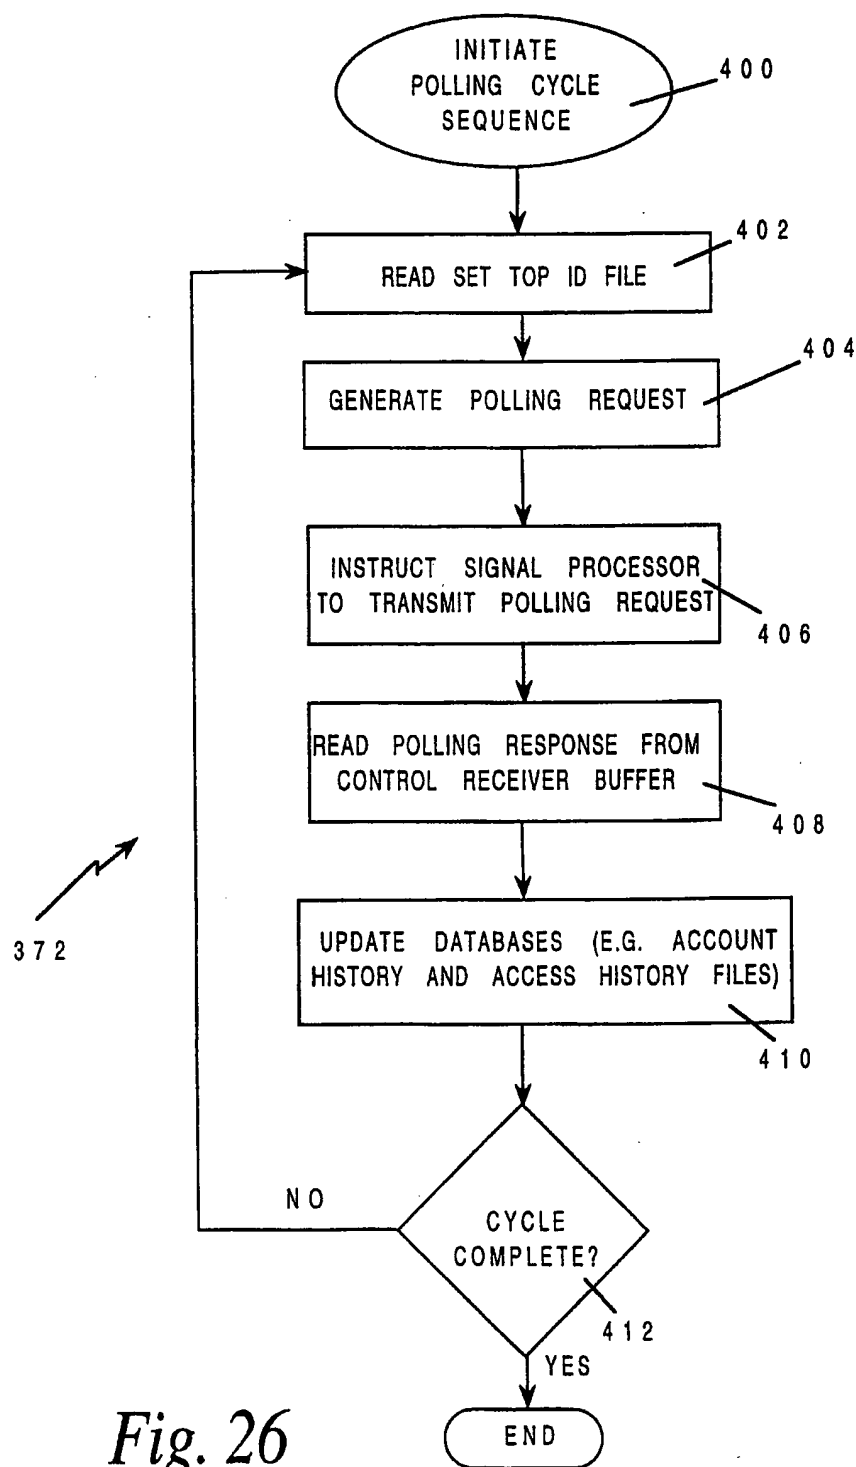 INITIATE
POLLING CYCLE
SEQUENCE
400
402
READ SET TOP ID FILE
404
GENERATE POLLING REQUEST
INSTRUCT SIGNAL PROCESSOR
TO TRANSMIT POLLING REQUEST
406
READ POLLING RESPONSE FROM
CONTROL RECEIVER BUFFER
408
372
UPDATE DATABASES (E.G. ACCOUNT
HISTORY AND ACCESS HISTORY FILES)
410
NO
CYCLE
COMPLETE?
412
YES
END
Fig. 26